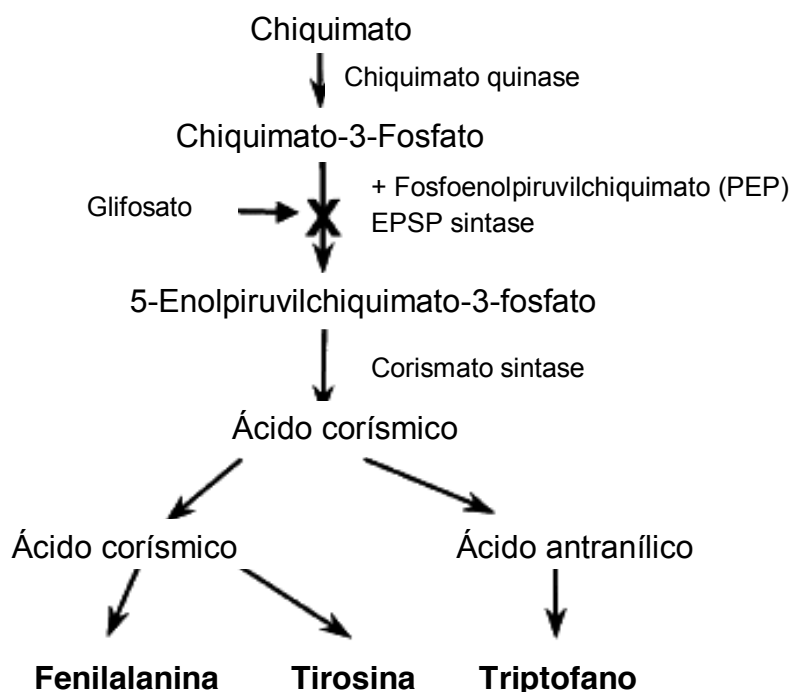 Chiquimato
Chiquimato quinase
Chiquimato-3-Fosfato
+ Fosfoenolpiruvilchiquimato (PEP)
Glifosato
X
EPSP sintase
5-Enolpiruvilchiquimato-3-fosfato
Corismato sintase
Ácido corísmico
Ácido corísmico
Ácido antranílico
Fenilalanina
Tirosina
Triptofano